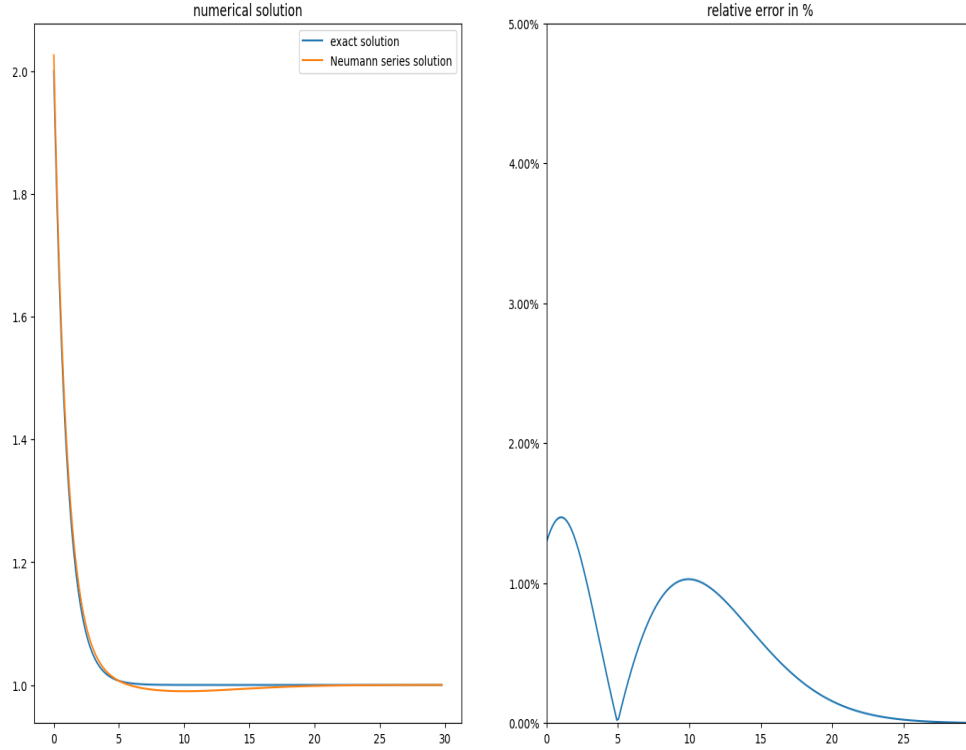 numerical solution
exact solution
Neumann series solution
2.0
1.8
1.6
1.4
1.2
1.0
0 5 10 15 20 25 30
relative error in %
5.00%
4.00%
3.00%
2.00%
1.00%
0.00%
0 5 10 15 20 25